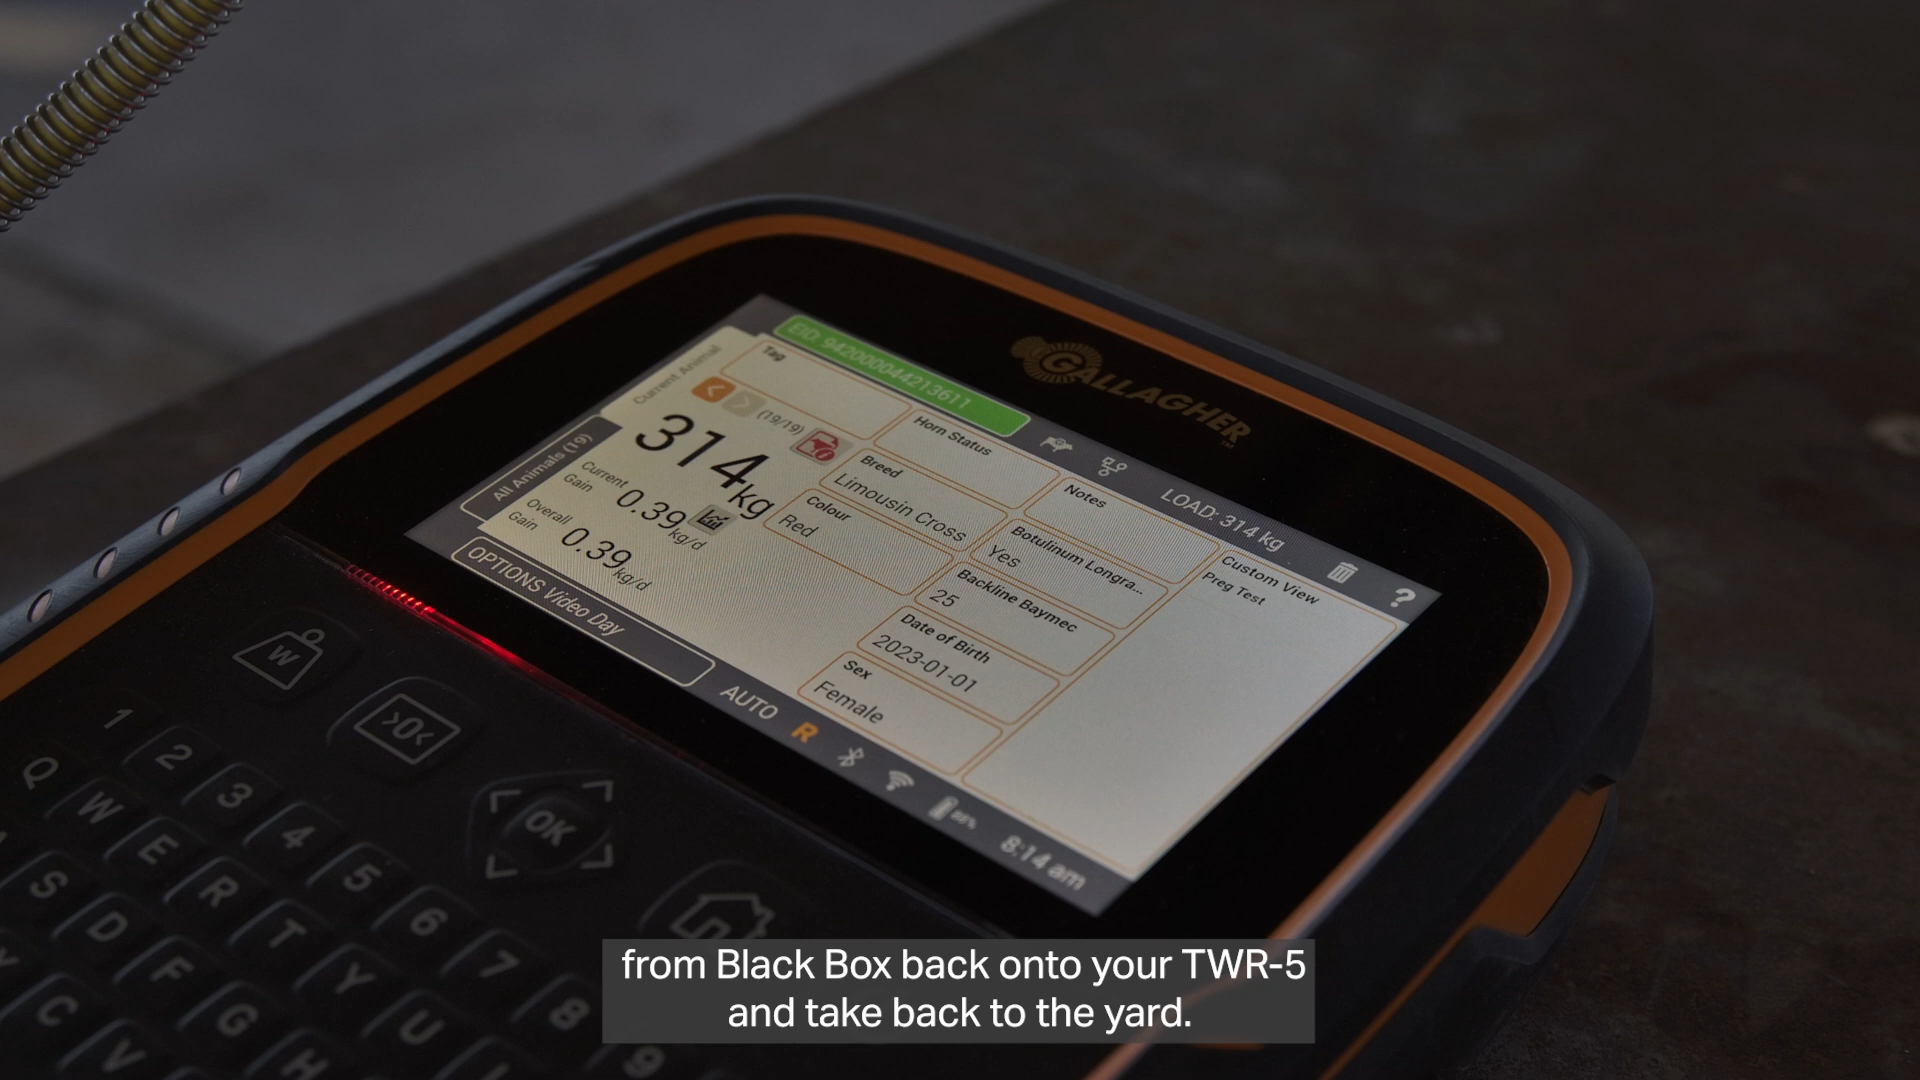 GALLAGHER
EID: 942000044213611
LOAD: 314 kg
?
Current Animal
All Animals (19)
Tag
(19/19)
314kg
Current
Gain
0.39kg/d
Overall
Gain
0.39kg/d
Horn Status
Breed
Limousin Cross
Colour
Red
Notes
Botulinum Longra...
Yes
Backline Baymec
25
Date of Birth
2023-01-01
Sex
Female
Custom View
Preg Test
OPTIONS Video Day
AUTO
R
8:14 am
W
>0<
OK
1 2 3 4 5 6 7 8 9
Q W E R T Y U
S D F G H
C V
from Black Box back onto your TWR-5
and take back to the yard.